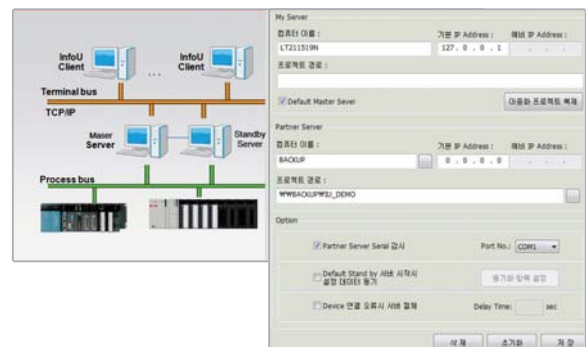 InfoU
Client
...
InfoU
Client
Terminal bus
TCP/IP
Maser
Server
Standby
Server
Process bus
My Server
컴퓨터 이름 :
기본 IP Address :
예비 IP Address :
LT211519N
127 . 0 . 0 . 1
프로젝트 경로 :
Default Master Sever
이중화 프로젝트 복제
Partner Server
컴퓨터 이름 :
기본 IP Address :
예비 IP Address :
BACKUP
0 . 0 . 0 . 0
프로젝트 경로 :
₩₩BACKUP₩IU_DEMO
Option
Partner Server Serial 감시
Port No.: COM1
Default Stand by 서버 시작시
설정 데이터 동기
동기화 항목 설정
Device 연결 오류시 서버 절체
Delay Time: sec
삭 제
초기화
저 장